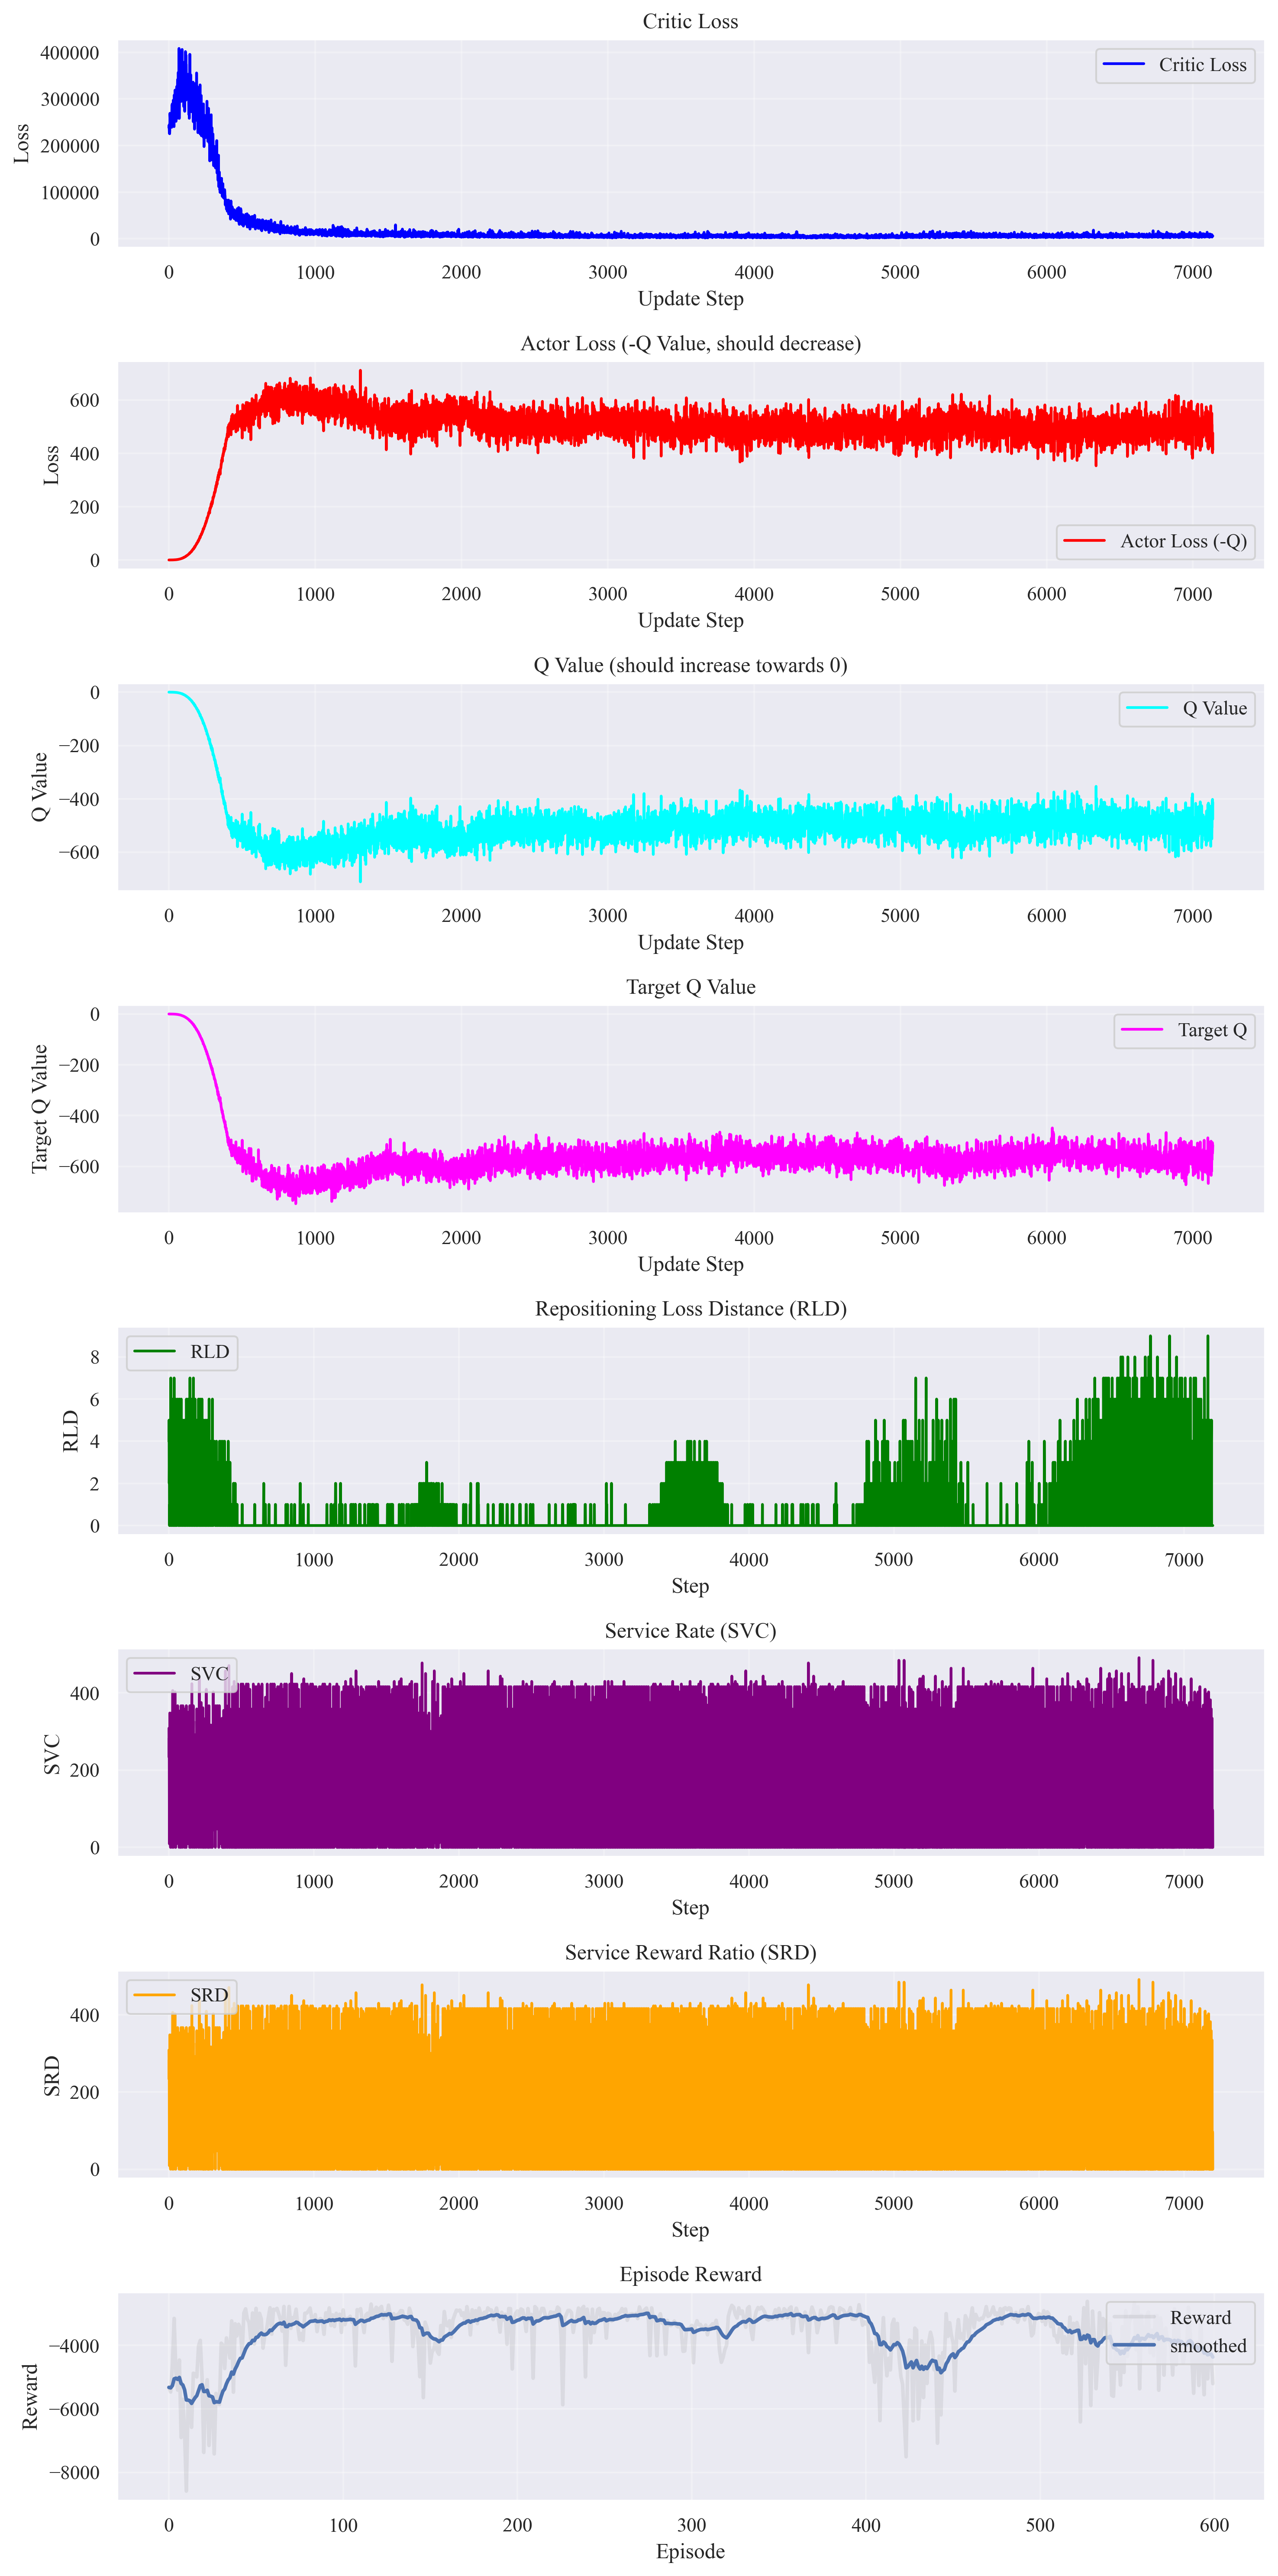 Critic Loss
Critic Loss
400000
300000
200000
100000
0
Loss
0 1000 2000 3000 4000 5000 6000 7000
Update Step
Actor Loss (-Q Value, should decrease)
600
400
200
0
Loss
Actor Loss (-Q)
0 1000 2000 3000 4000 5000 6000 7000
Update Step
Q Value (should increase towards 0)
Q Value
0
−200
−400
−600
Q Value
0 1000 2000 3000 4000 5000 6000 7000
Update Step
Target Q Value
Target Q
0
−200
−400
−600
Target Q Value
0 1000 2000 3000 4000 5000 6000 7000
Update Step
Repositioning Loss Distance (RLD)
RLD
8
6
4
2
0
RLD
0 1000 2000 3000 4000 5000 6000 7000
Step
Service Rate (SVC)
SVC
400
200
0
SVC
0 1000 2000 3000 4000 5000 6000 7000
Step
Service Reward Ratio (SRD)
SRD
400
200
0
SRD
0 1000 2000 3000 4000 5000 6000 7000
Step
Episode Reward
Reward
smoothed
−4000
−6000
−8000
Reward
0 100 200 300 400 500 600
Episode